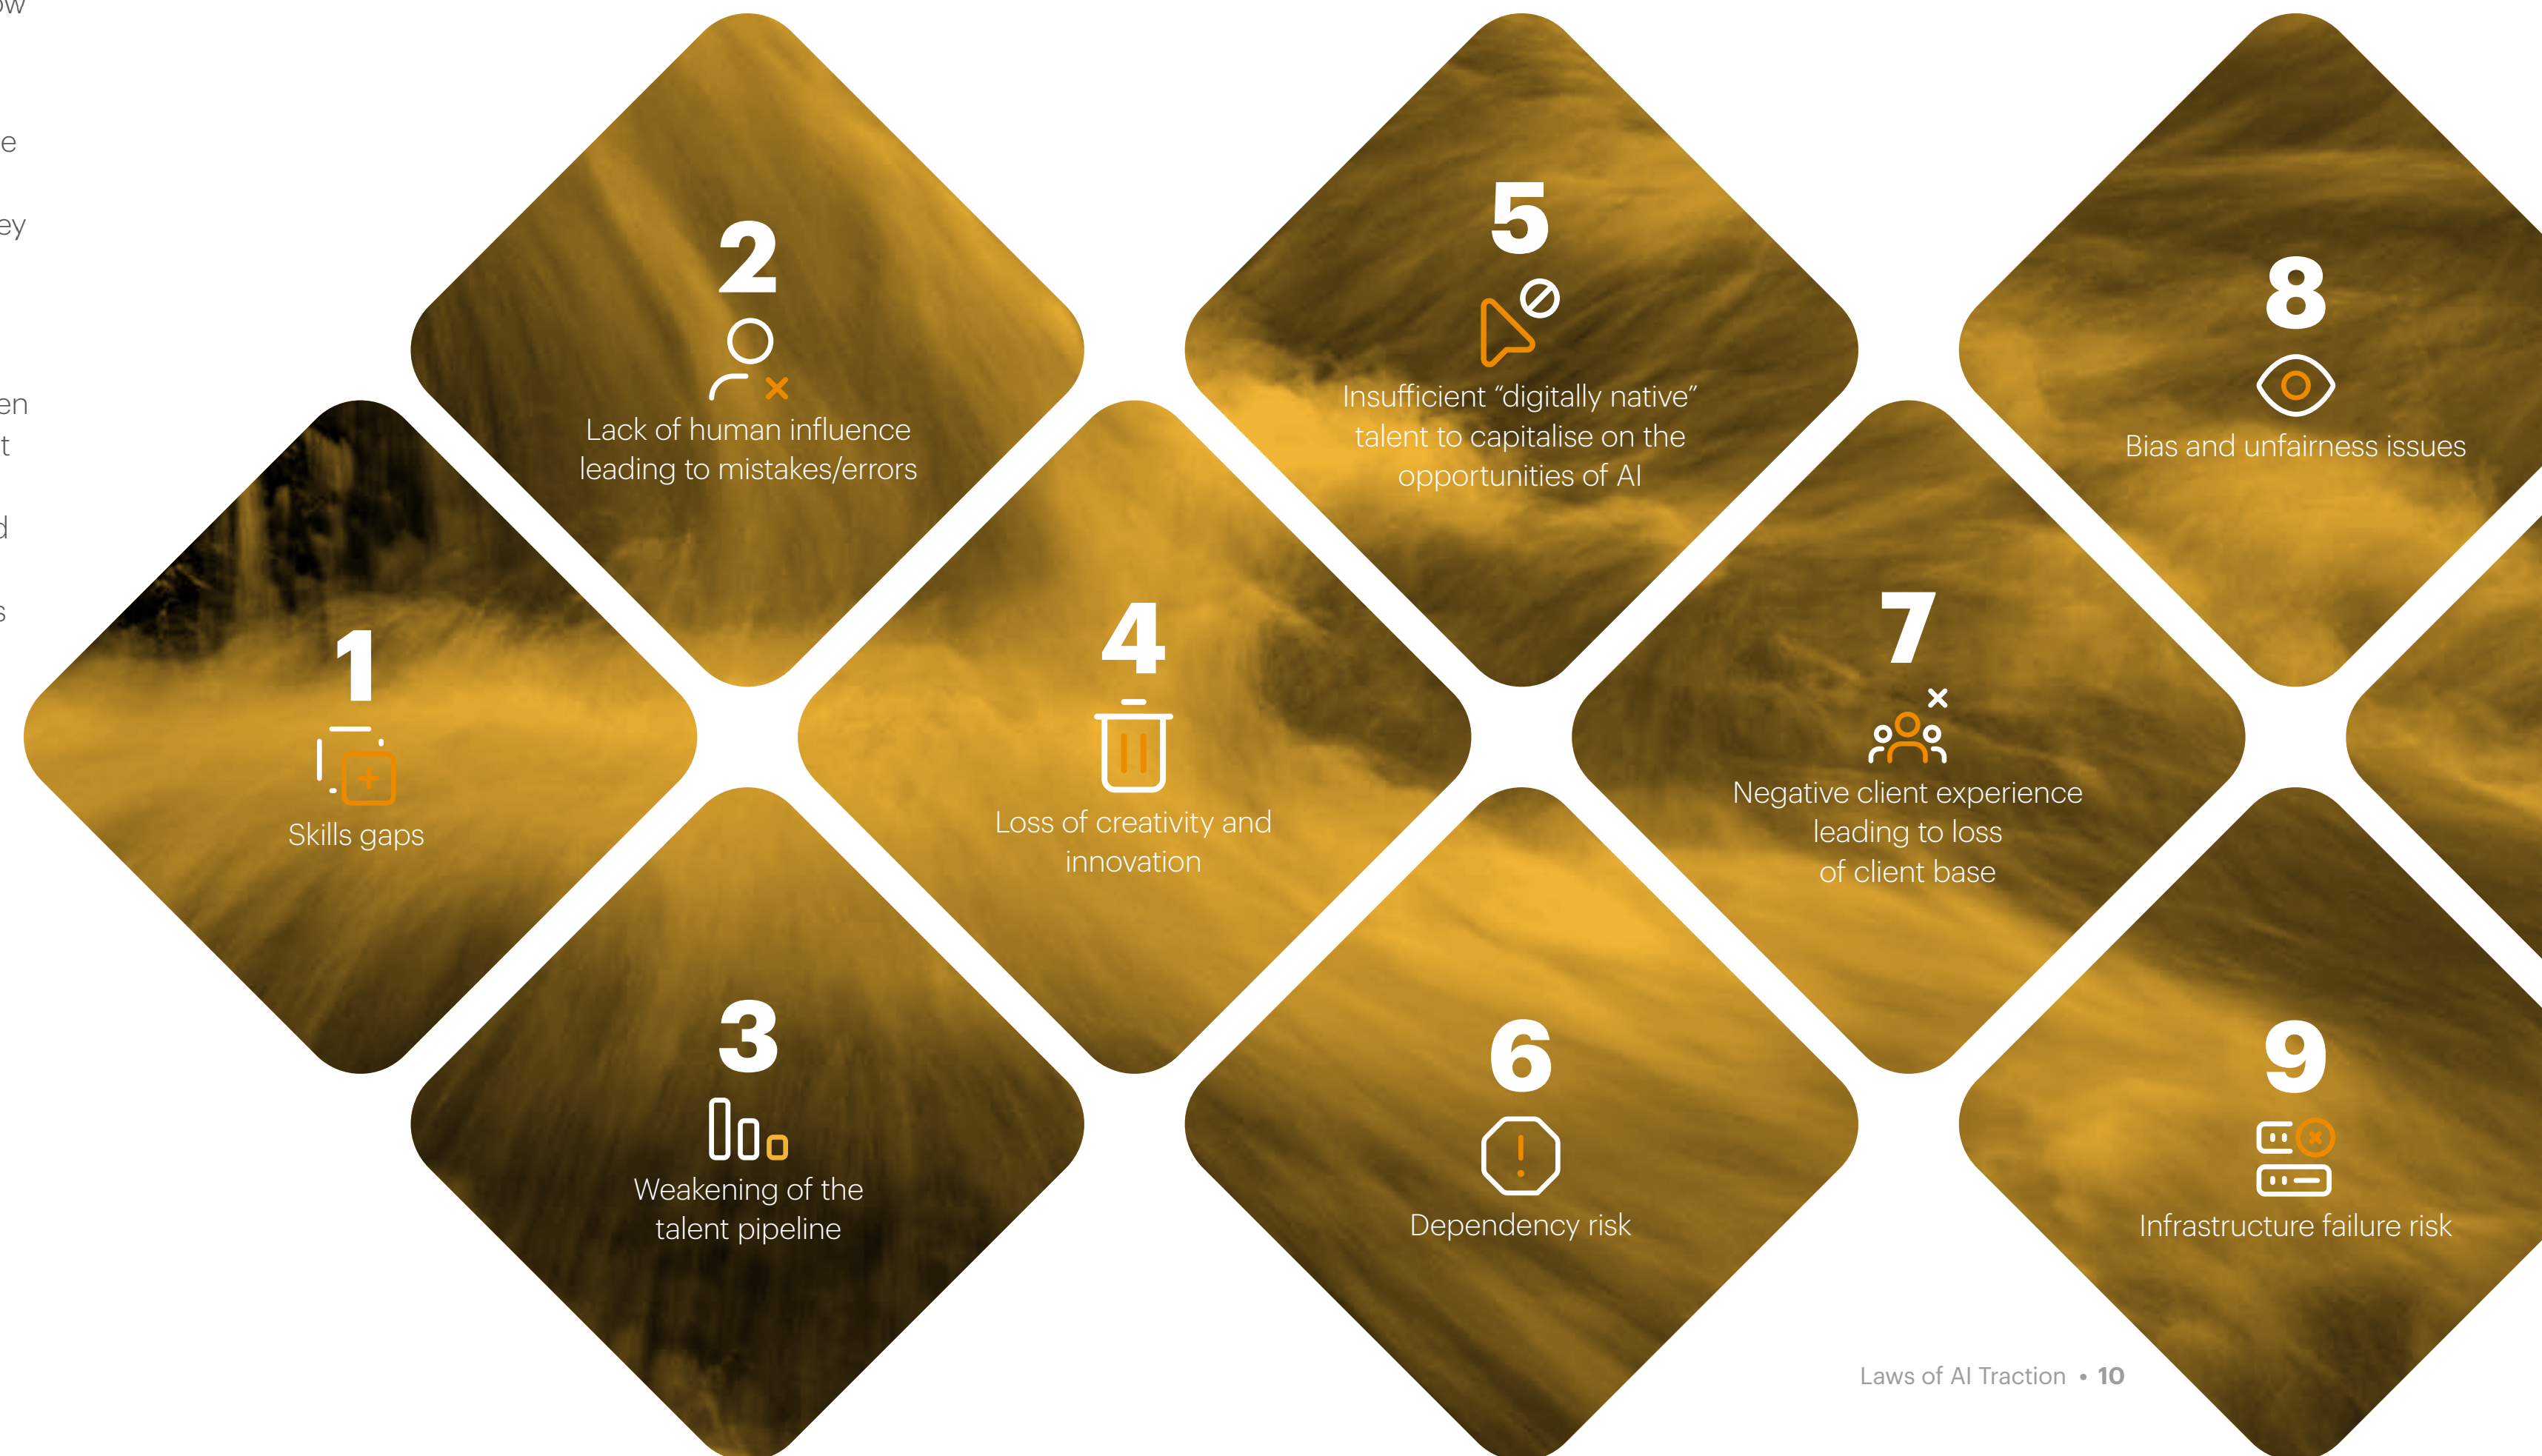 1
Skills gaps
2
Lack of human influence
leading to mistakes/errors
3
Weakening of the
talent pipeline
4
Loss of creativity and
innovation
5
Insufficient “digitally native”
talent to capitalise on the
opportunities of AI
6
Dependency risk
7
Negative client experience
leading to loss
of client base
8
Bias and unfairness issues
9
Infrastructure failure risk
Laws of AI Traction • 10